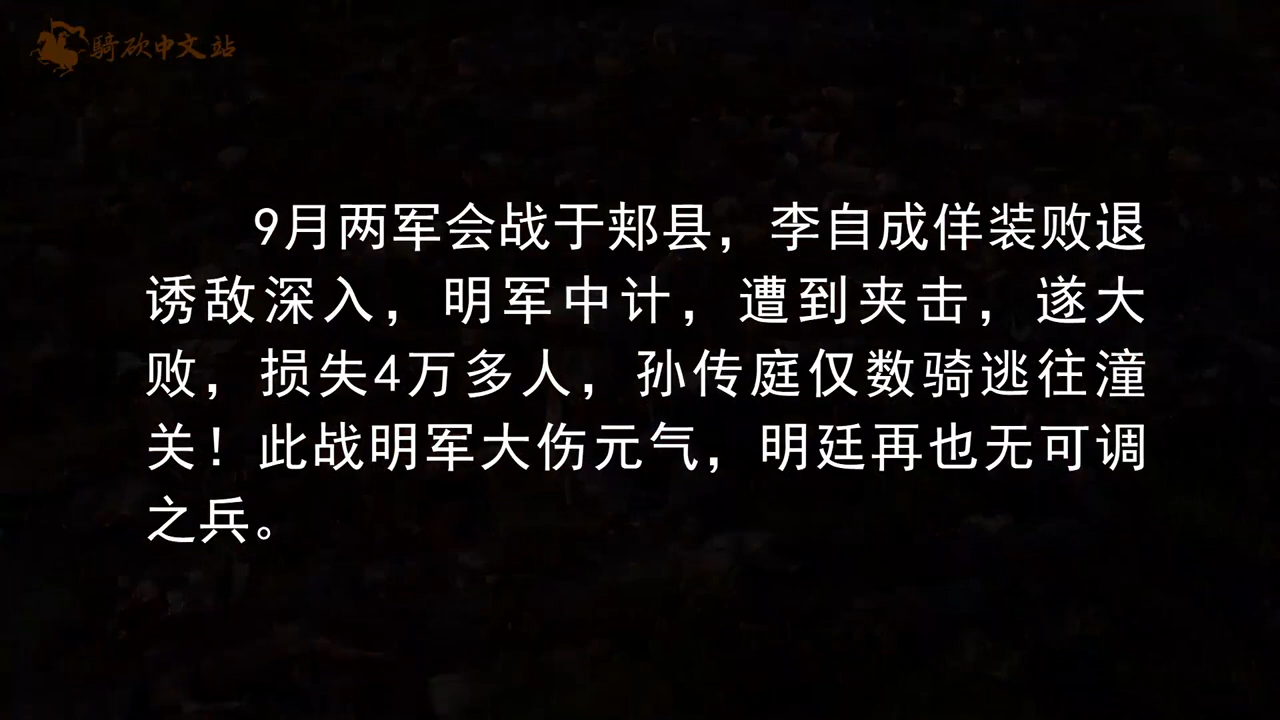 騎砍中文站
9月两军会战于郏县，李自成佯装败退
诱敌深入，明军中计，遭到夹击，遂大
败，损失4万多人，孙传庭仅数骑逃往潼
关！此战明军大伤元气，明廷再也无可调
之兵。